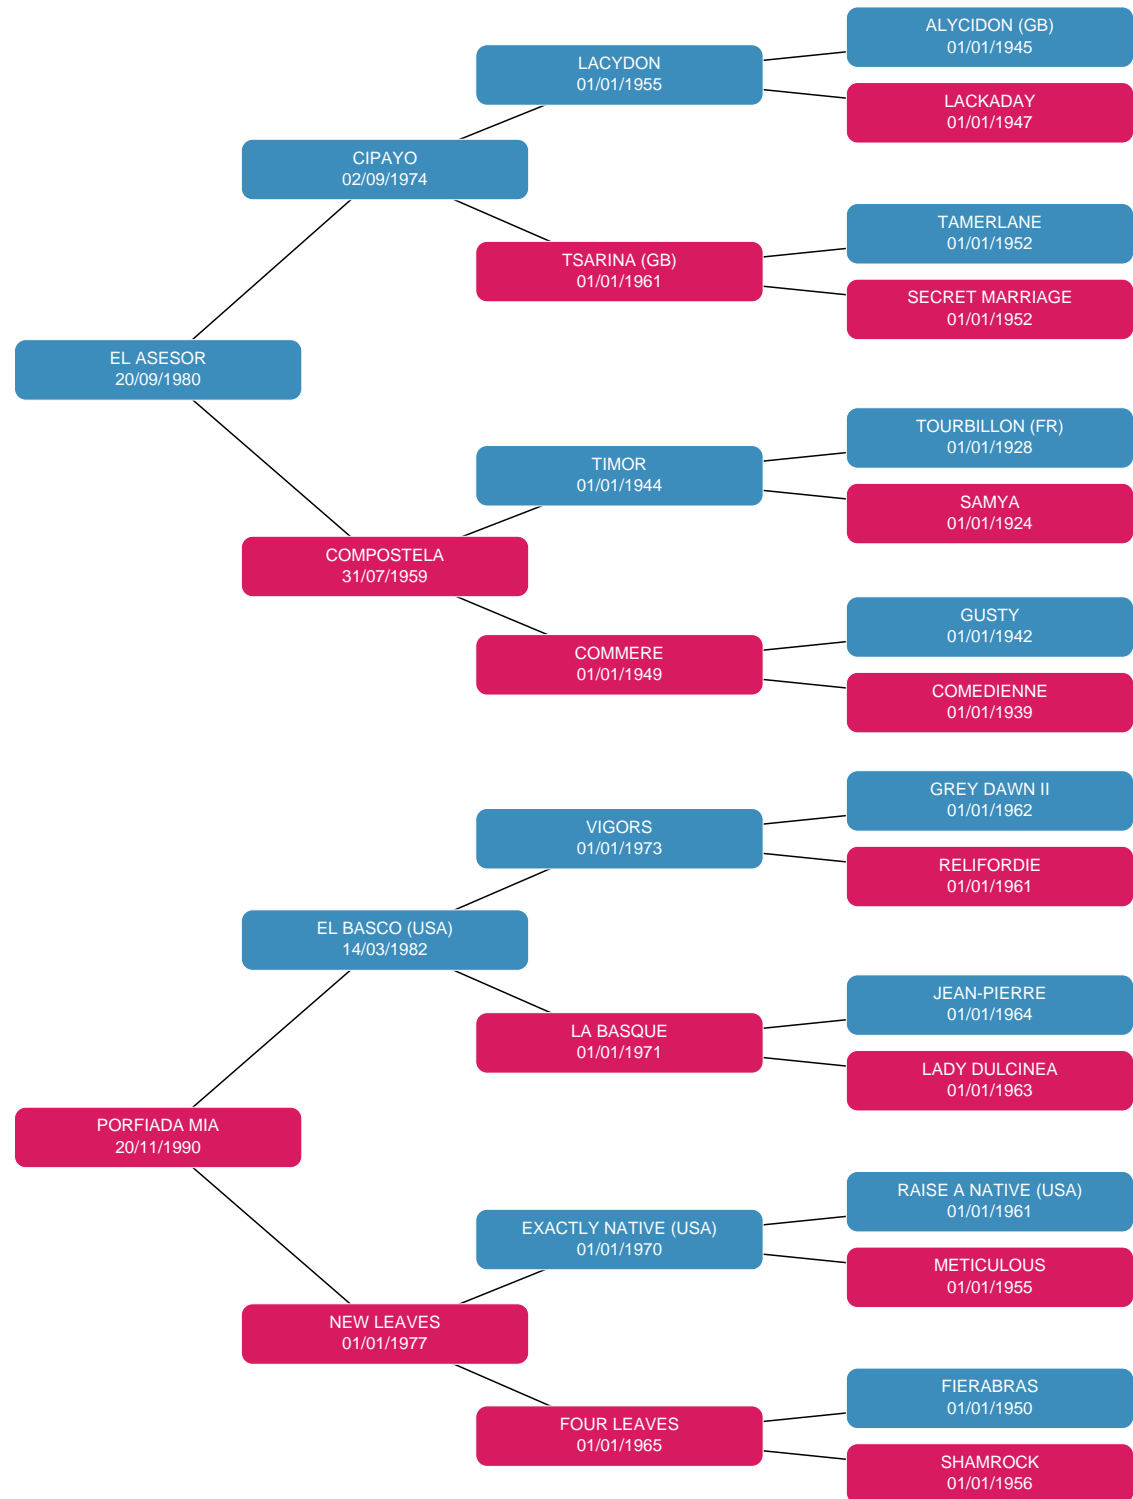 ALYCIDON (GB)
01/01/1945
LACYDON
01/01/1955
LACKADAY
01/01/1947
CIPAYO
02/09/1974
TAMERLANE
01/01/1952
TSARINA (GB)
01/01/1961
SECRET MARRIAGE
01/01/1952
EL ASESOR
20/09/1980
TOURBILLON (FR)
01/01/1928
TIMOR
01/01/1944
SAMYA
01/01/1924
COMPOSTELA
31/07/1959
GUSTY
01/01/1942
COMMERE
01/01/1949
COMEDIENNE
01/01/1939
GREY DAWN II
01/01/1962
VIGORS
01/01/1973
RELIFORDIE
01/01/1961
EL BASCO (USA)
14/03/1982
JEAN-PIERRE
01/01/1964
LA BASQUE
01/01/1971
LADY DULCINEA
01/01/1963
PORFIADA MIA
20/11/1990
RAISE A NATIVE (USA)
01/01/1961
EXACTLY NATIVE (USA)
01/01/1970
METICULOUS
01/01/1955
NEW LEAVES
01/01/1977
FIERABRAS
01/01/1950
FOUR LEAVES
01/01/1965
SHAMROCK
01/01/1956